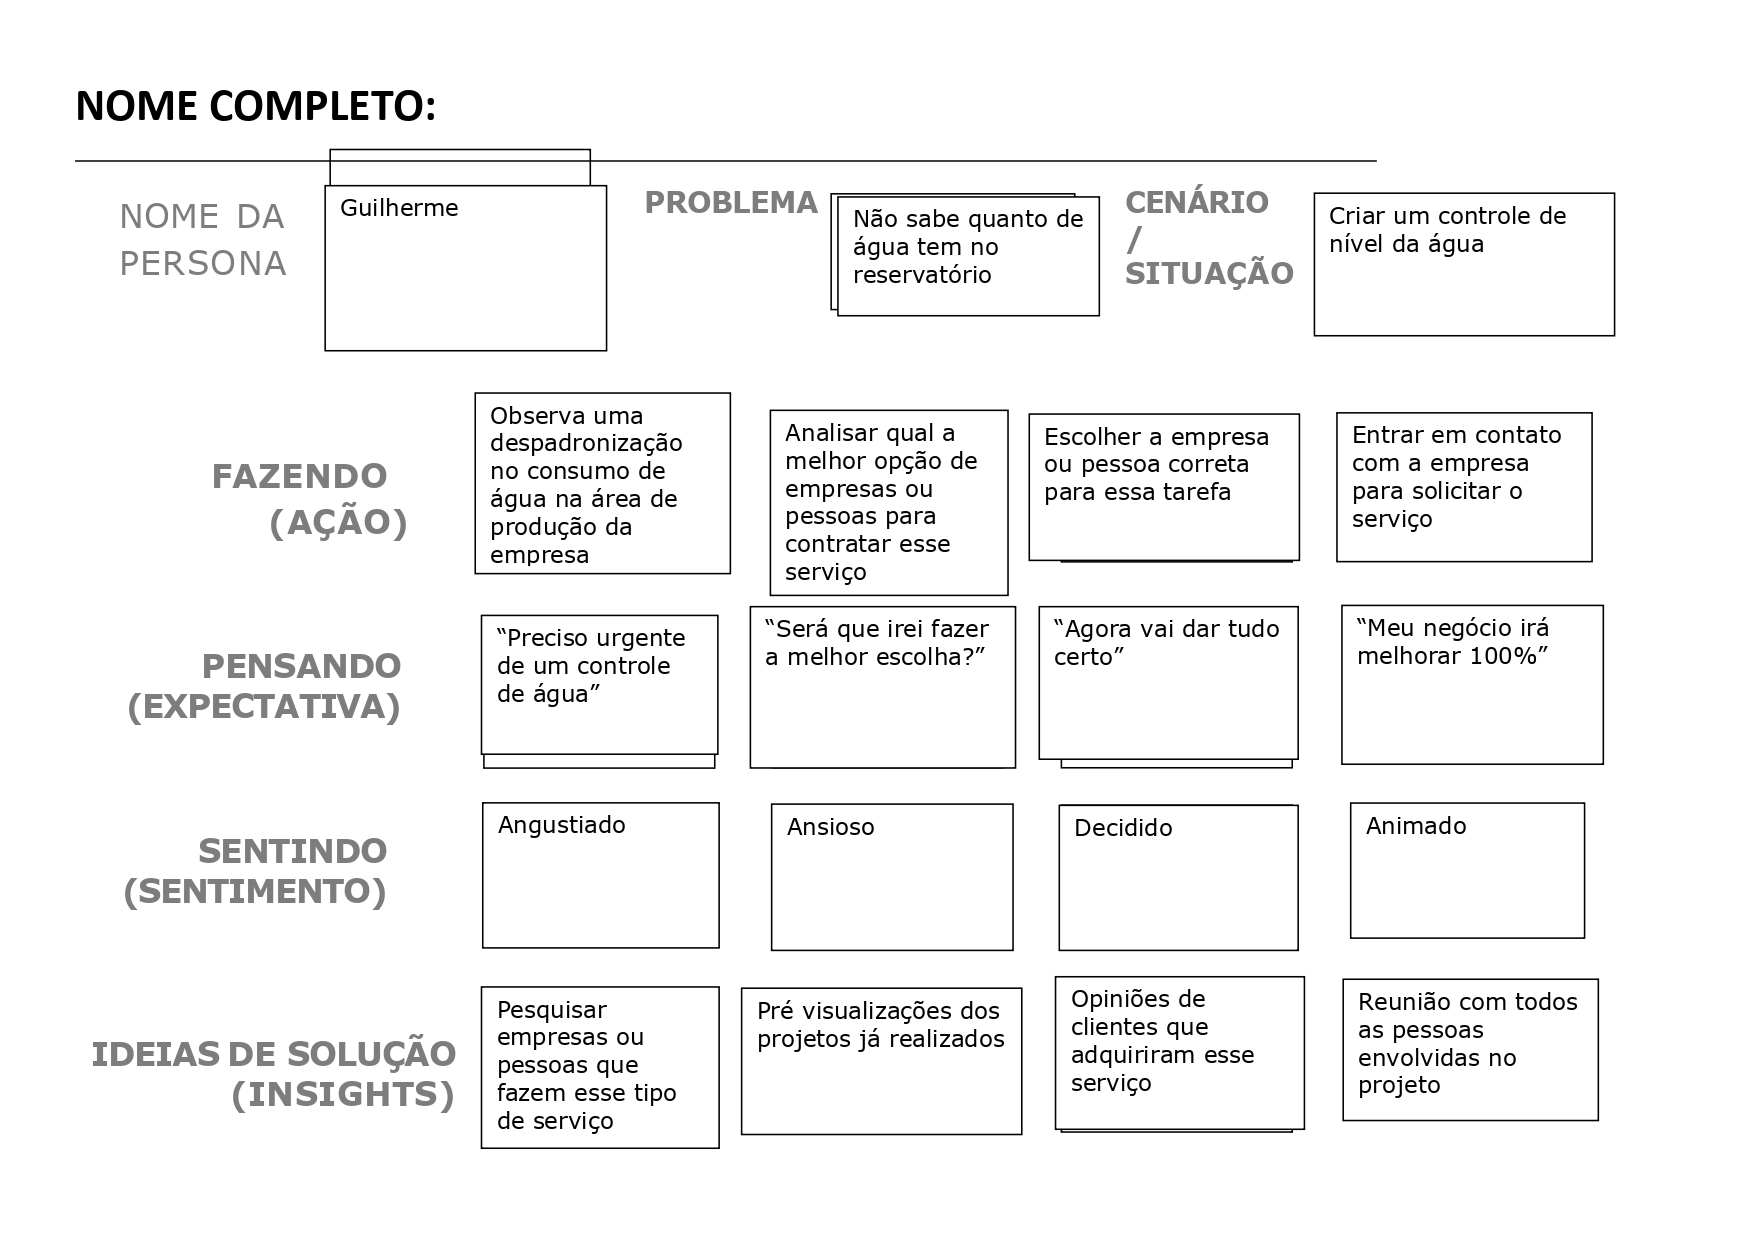 NOME COMPLETO:
NOME DA
PERSONA
Guilherme
PROBLEMA
Não sabe quanto de
água tem no
reservatório
CENÁRIO
/
SITUAÇÃO
Criar um controle de
nível da água
FAZENDO
(AÇÃO)
Observa uma
despadronização
no consumo de
água na área de
produção da
empresa
Analisar qual a
melhor opção de
empresas ou
pessoas para
contratar esse
serviço
Escolher a empresa
ou pessoa correta
para essa tarefa
Entrar em contato
com a empresa
para solicitar o
serviço
PENSANDO
(EXPECTATIVA)
“Preciso urgente
de um controle
de água”
“Será que irei fazer
a melhor escolha?”
“Agora vai dar tudo
certo”
“Meu negócio irá
melhorar 100%”
SENTINDO
(SENTIMENTO)
Angustiado
Ansioso
Decidido
Animado
IDEIAS DE SOLUÇÃO
(INSIGHTS)
Pesquisar
empresas ou
pessoas que
fazem esse tipo
de serviço
Pré visualizações dos
projetos já realizados
Opiniões de
clientes que
adquiriram esse
serviço
Reunião com todos
as pessoas
envolvidas no
projeto